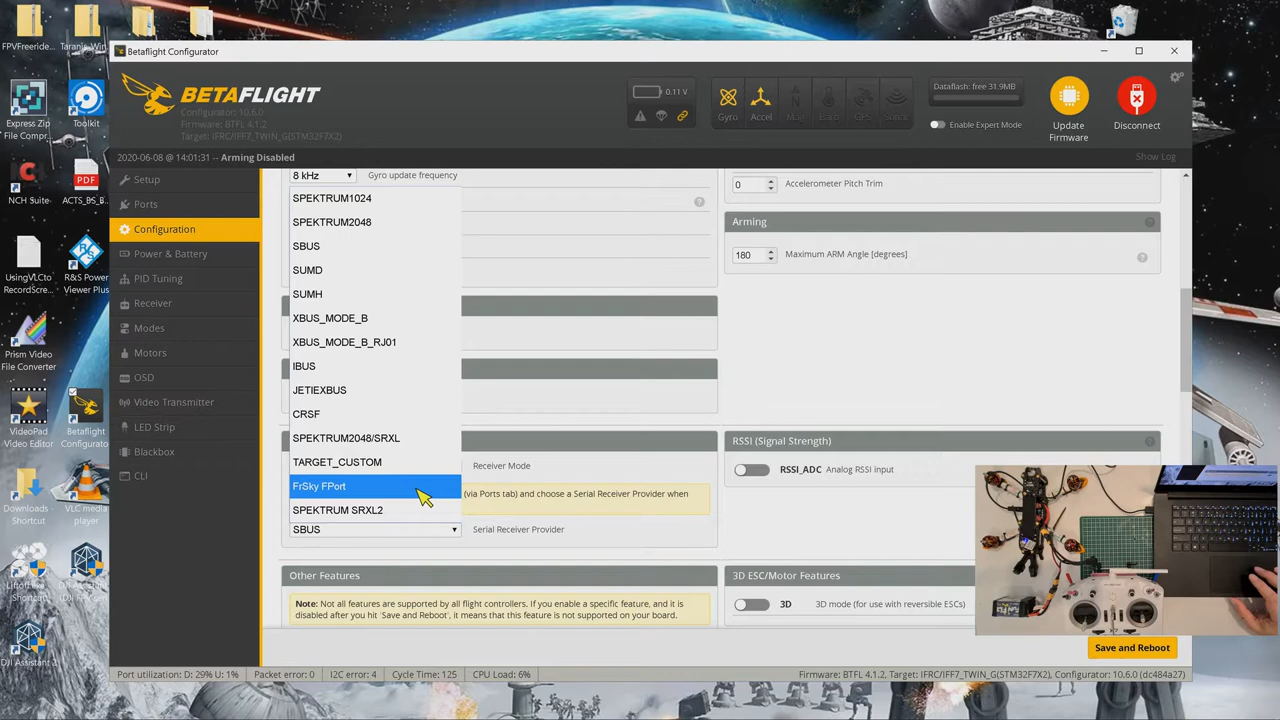 FPVFreeride...
Taranis Win...
Express Zip
File Compr...
Toolkit
NCH Suite
PDF
ACTS_BS_B...
UsingVLCto
RecordScre...
R&S Power
Viewer Plus
Prism Video
File Converter
VideoPad
Video Editor
Betaflight
Configurato
Downloads -
Shortcut
VLC media
player
Shortcut
DJI Assistant 2
Betaflight Configurator
BETAFLIGHT
Configurator: 10.6.0
Firmware: BTFL 4.1.2
Target: IFRC/IFF7_TWIN_G(STM32F7X2)
0.11 V
Gyro
Accel
Mag
Baro
GPS
Sonar
Dataflash: free 31.9MB
Enable Expert Mode
Update
Firmware
Disconnect
2020-06-08 @ 14:01:31 -- Arming Disabled
Show Log
Setup
Ports
Configuration
Power & Battery
PID Tuning
Receiver
Modes
Motors
OSD
Video Transmitter
LED Strip
Blackbox
CLI
8 kHz
Gyro update frequency
SPEKTRUM1024
SPEKTRUM2048
SBUS
SUMD
SUMH
XBUS_MODE_B
XBUS_MODE_B_RJ01
IBUS
JETIEXBUS
CRSF
SPEKTRUM2048/SRXL
TARGET_CUSTOM
FrSky FPort
SPEKTRUM SRXL2
SBUS
Receiver Mode
(via Ports tab) and choose a Serial Receiver Provider when
Serial Receiver Provider
0
Accelerometer Pitch Trim
Arming
180
Maximum ARM Angle [degrees]
RSSI (Signal Strength)
RSSI_ADC Analog RSSI input
Other Features
Note: Not all features are supported by all flight controllers. If you enable a specific feature, and it is
disabled after you hit 'Save and Reboot', it means that this feature is not supported on your board.
3D ESC/Motor Features
3D 3D mode (for use with reversible ESCs)
Save and Reboot
Port utilization: D: 29% U: 1%
Packet error: 0
I2C error: 4
Cycle Time: 125
CPU Load: 6%
Firmware: BTFL 4.1.2, Target: IFRC/IFF7_TWIN_G(STM32F7X2), Configurator: 10.6.0 (dc484a27)